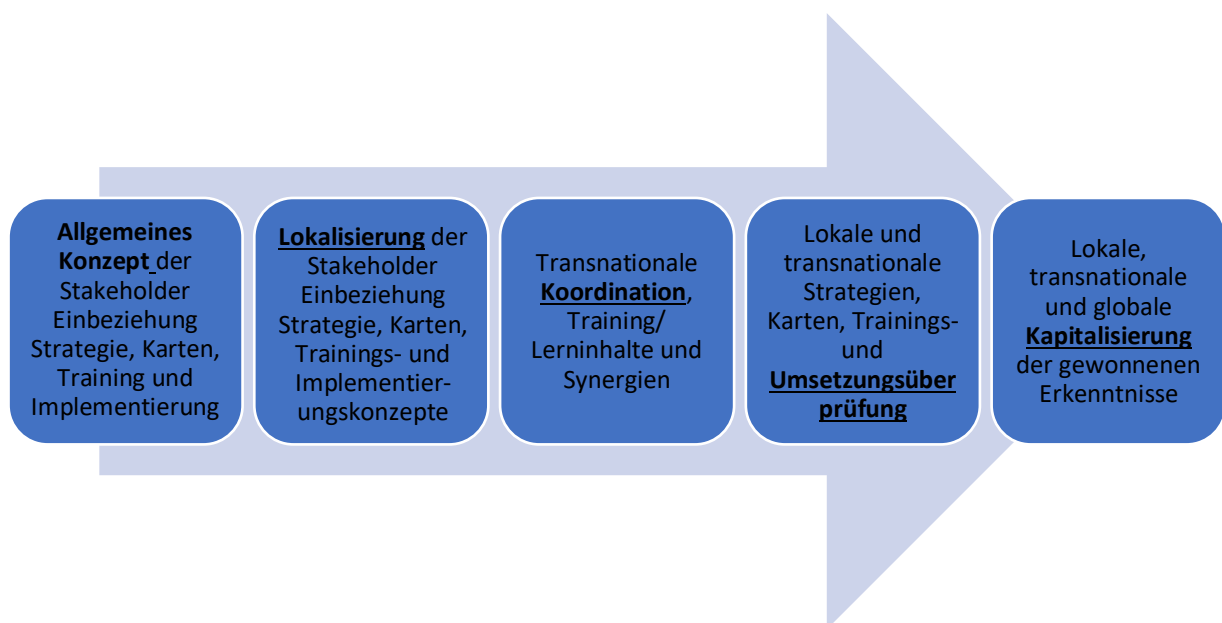 Allgemeines
Konzept der
Stakeholder
Einbeziehung
Strategie, Karten,
Training und
Implementierung
Lokalisierung der
Stakeholder
Einbeziehung
Strategie, Karten,
Trainings- und
Implementier-
ungskonzepte
Transnationale
Koordination,
Training/
Lerninhalte und
Synergien
Lokale und
transnationale
Strategien,
Karten, Trainings-
und
Umsetzungsüber
prüfung
Lokale,
transnationale
und globale
Kapitalisierung
der gewonnenen
Erkenntnisse